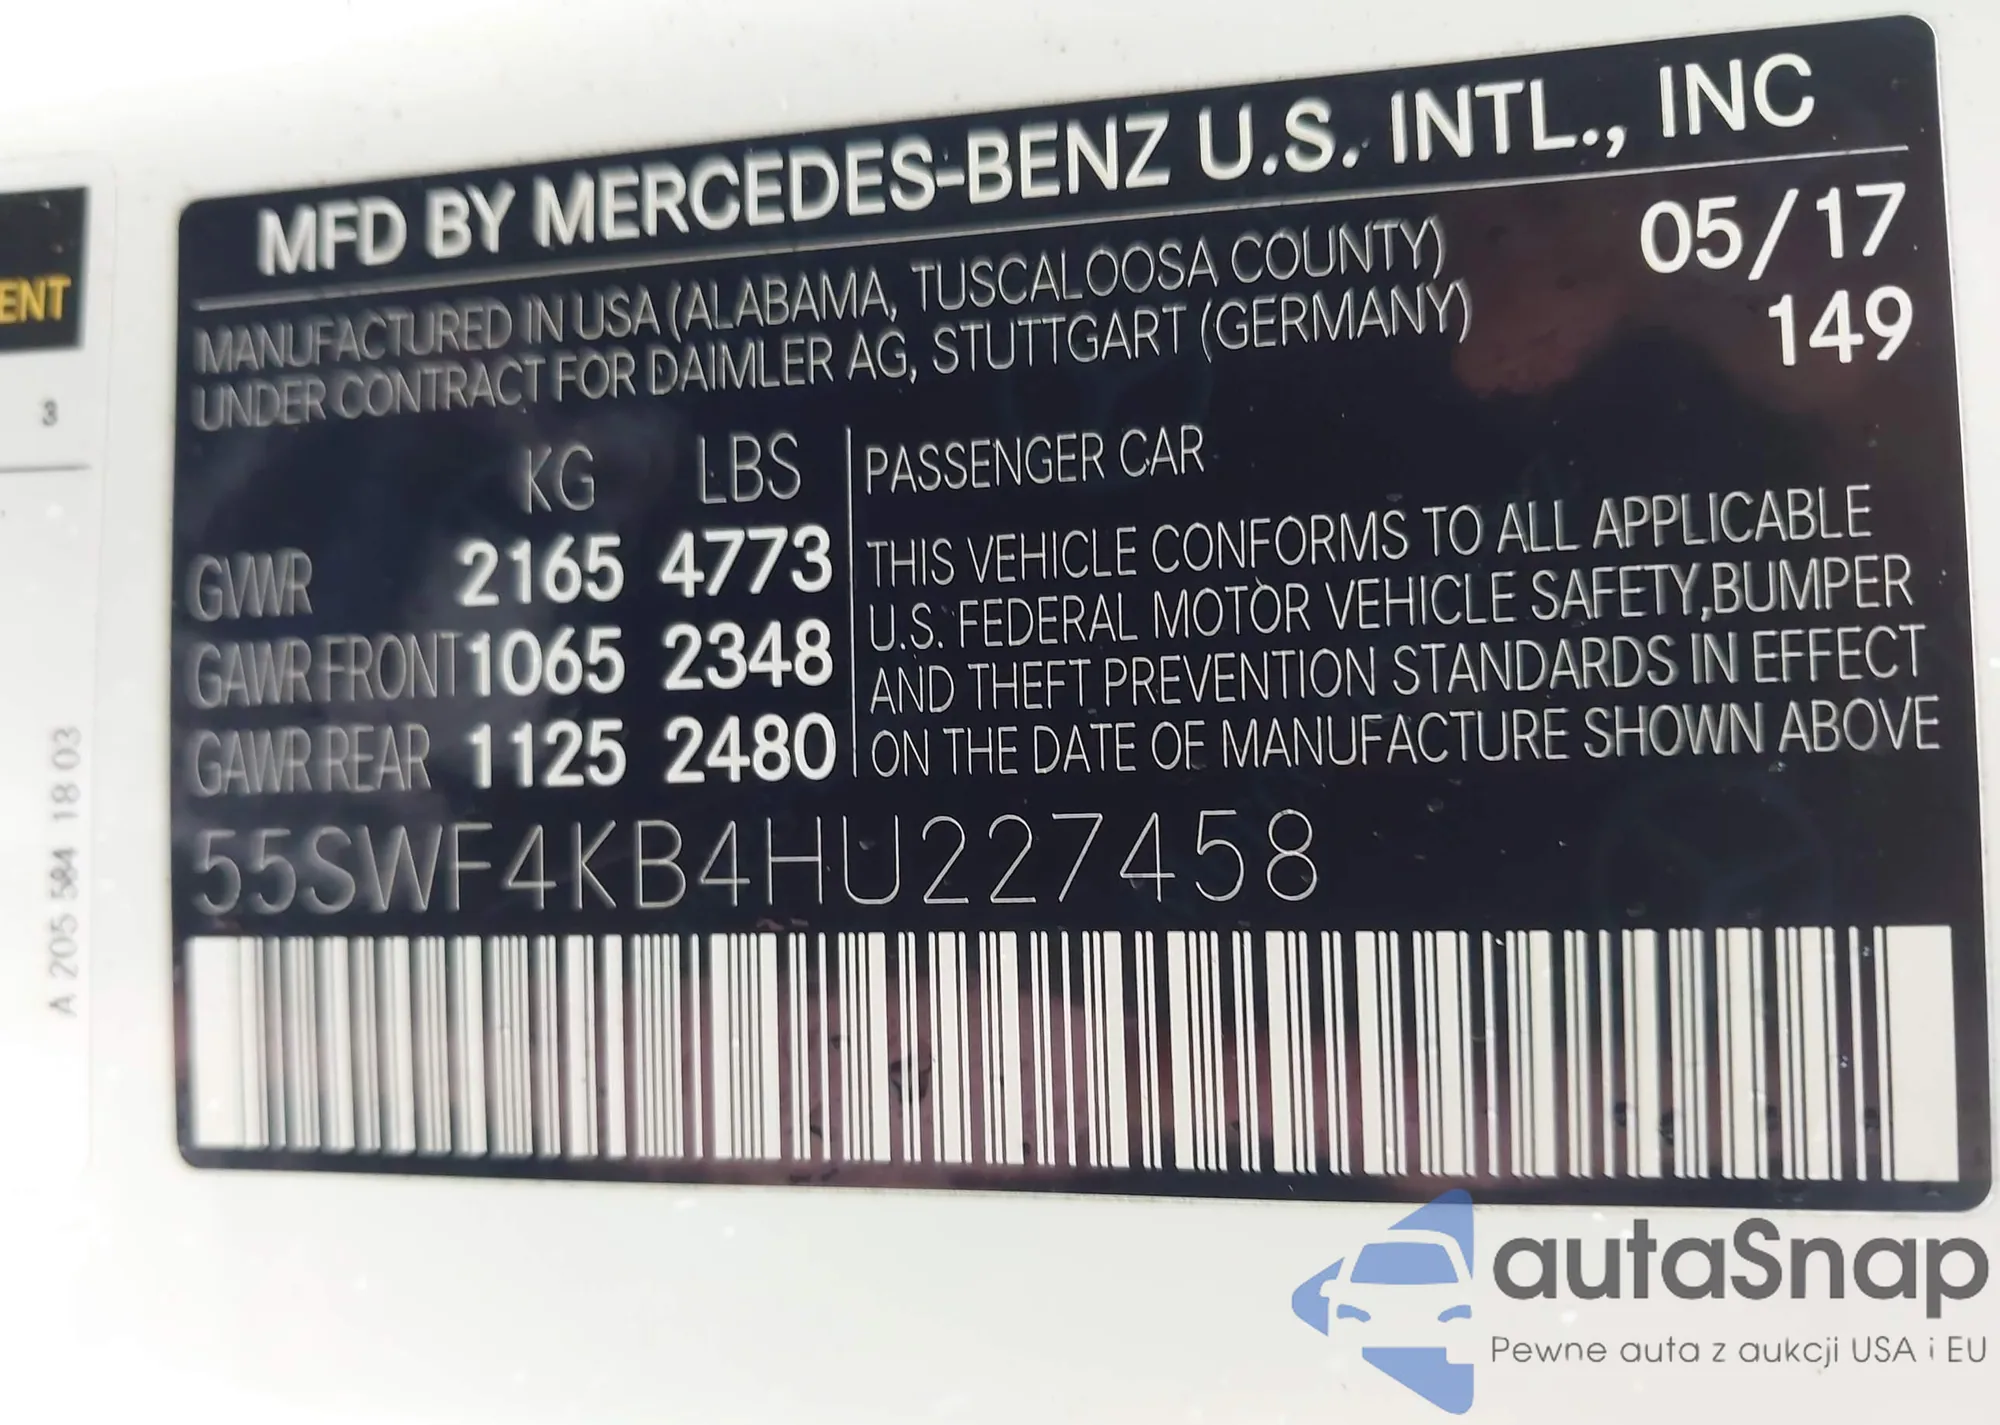 MFD BY MERCEDES-BENZ U.S. INTL., INC
MANUFACTURED IN USA (ALABAMA, TUSCALOOSA COUNTY)
UNDER CONTRACT FOR DAIMLER AG, STUTTGART (GERMANY)
05/17
149
KG LBS
GVWR 2165 4773
GAWR FRONT 1065 2348
GAWR REAR 1125 2480
PASSENGER CAR
THIS VEHICLE CONFORMS TO ALL APPLICABLE
U.S. FEDERAL MOTOR VEHICLE SAFETY,BUMPER
AND THEFT PREVENTION STANDARDS IN EFFECT
ON THE DATE OF MANUFACTURE SHOWN ABOVE
55SWF4KB4HU227458
ENT
3
A 205 584 18 03
autaSnap
Pewne auta z aukcji USA i EU